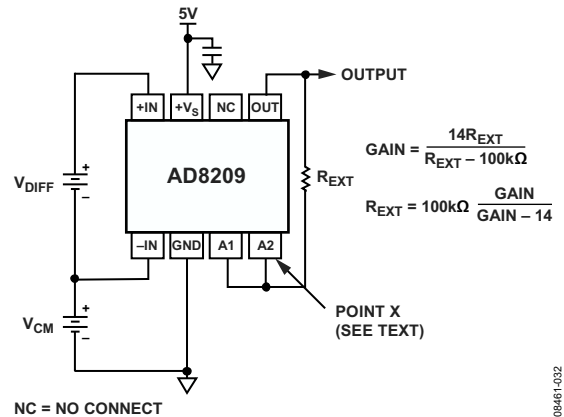 5V
OUTPUT
+IN
+VS
NC
OUT
GAIN = 14REXT / REXT – 100kΩ
VDIFF
+
–
AD8209
REXT
REXT = 100kΩ GAIN / GAIN – 14
–IN
GND
A1
A2
VCM
+
–
POINT X
(SEE TEXT)
NC = NO CONNECT
08461-032